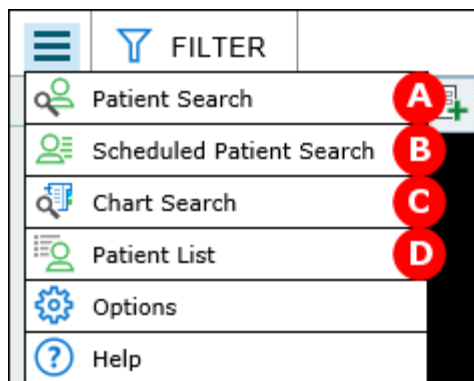 FILTER
Patient Search A
Scheduled Patient Search B
Chart Search C
Patient List D
Options
? Help